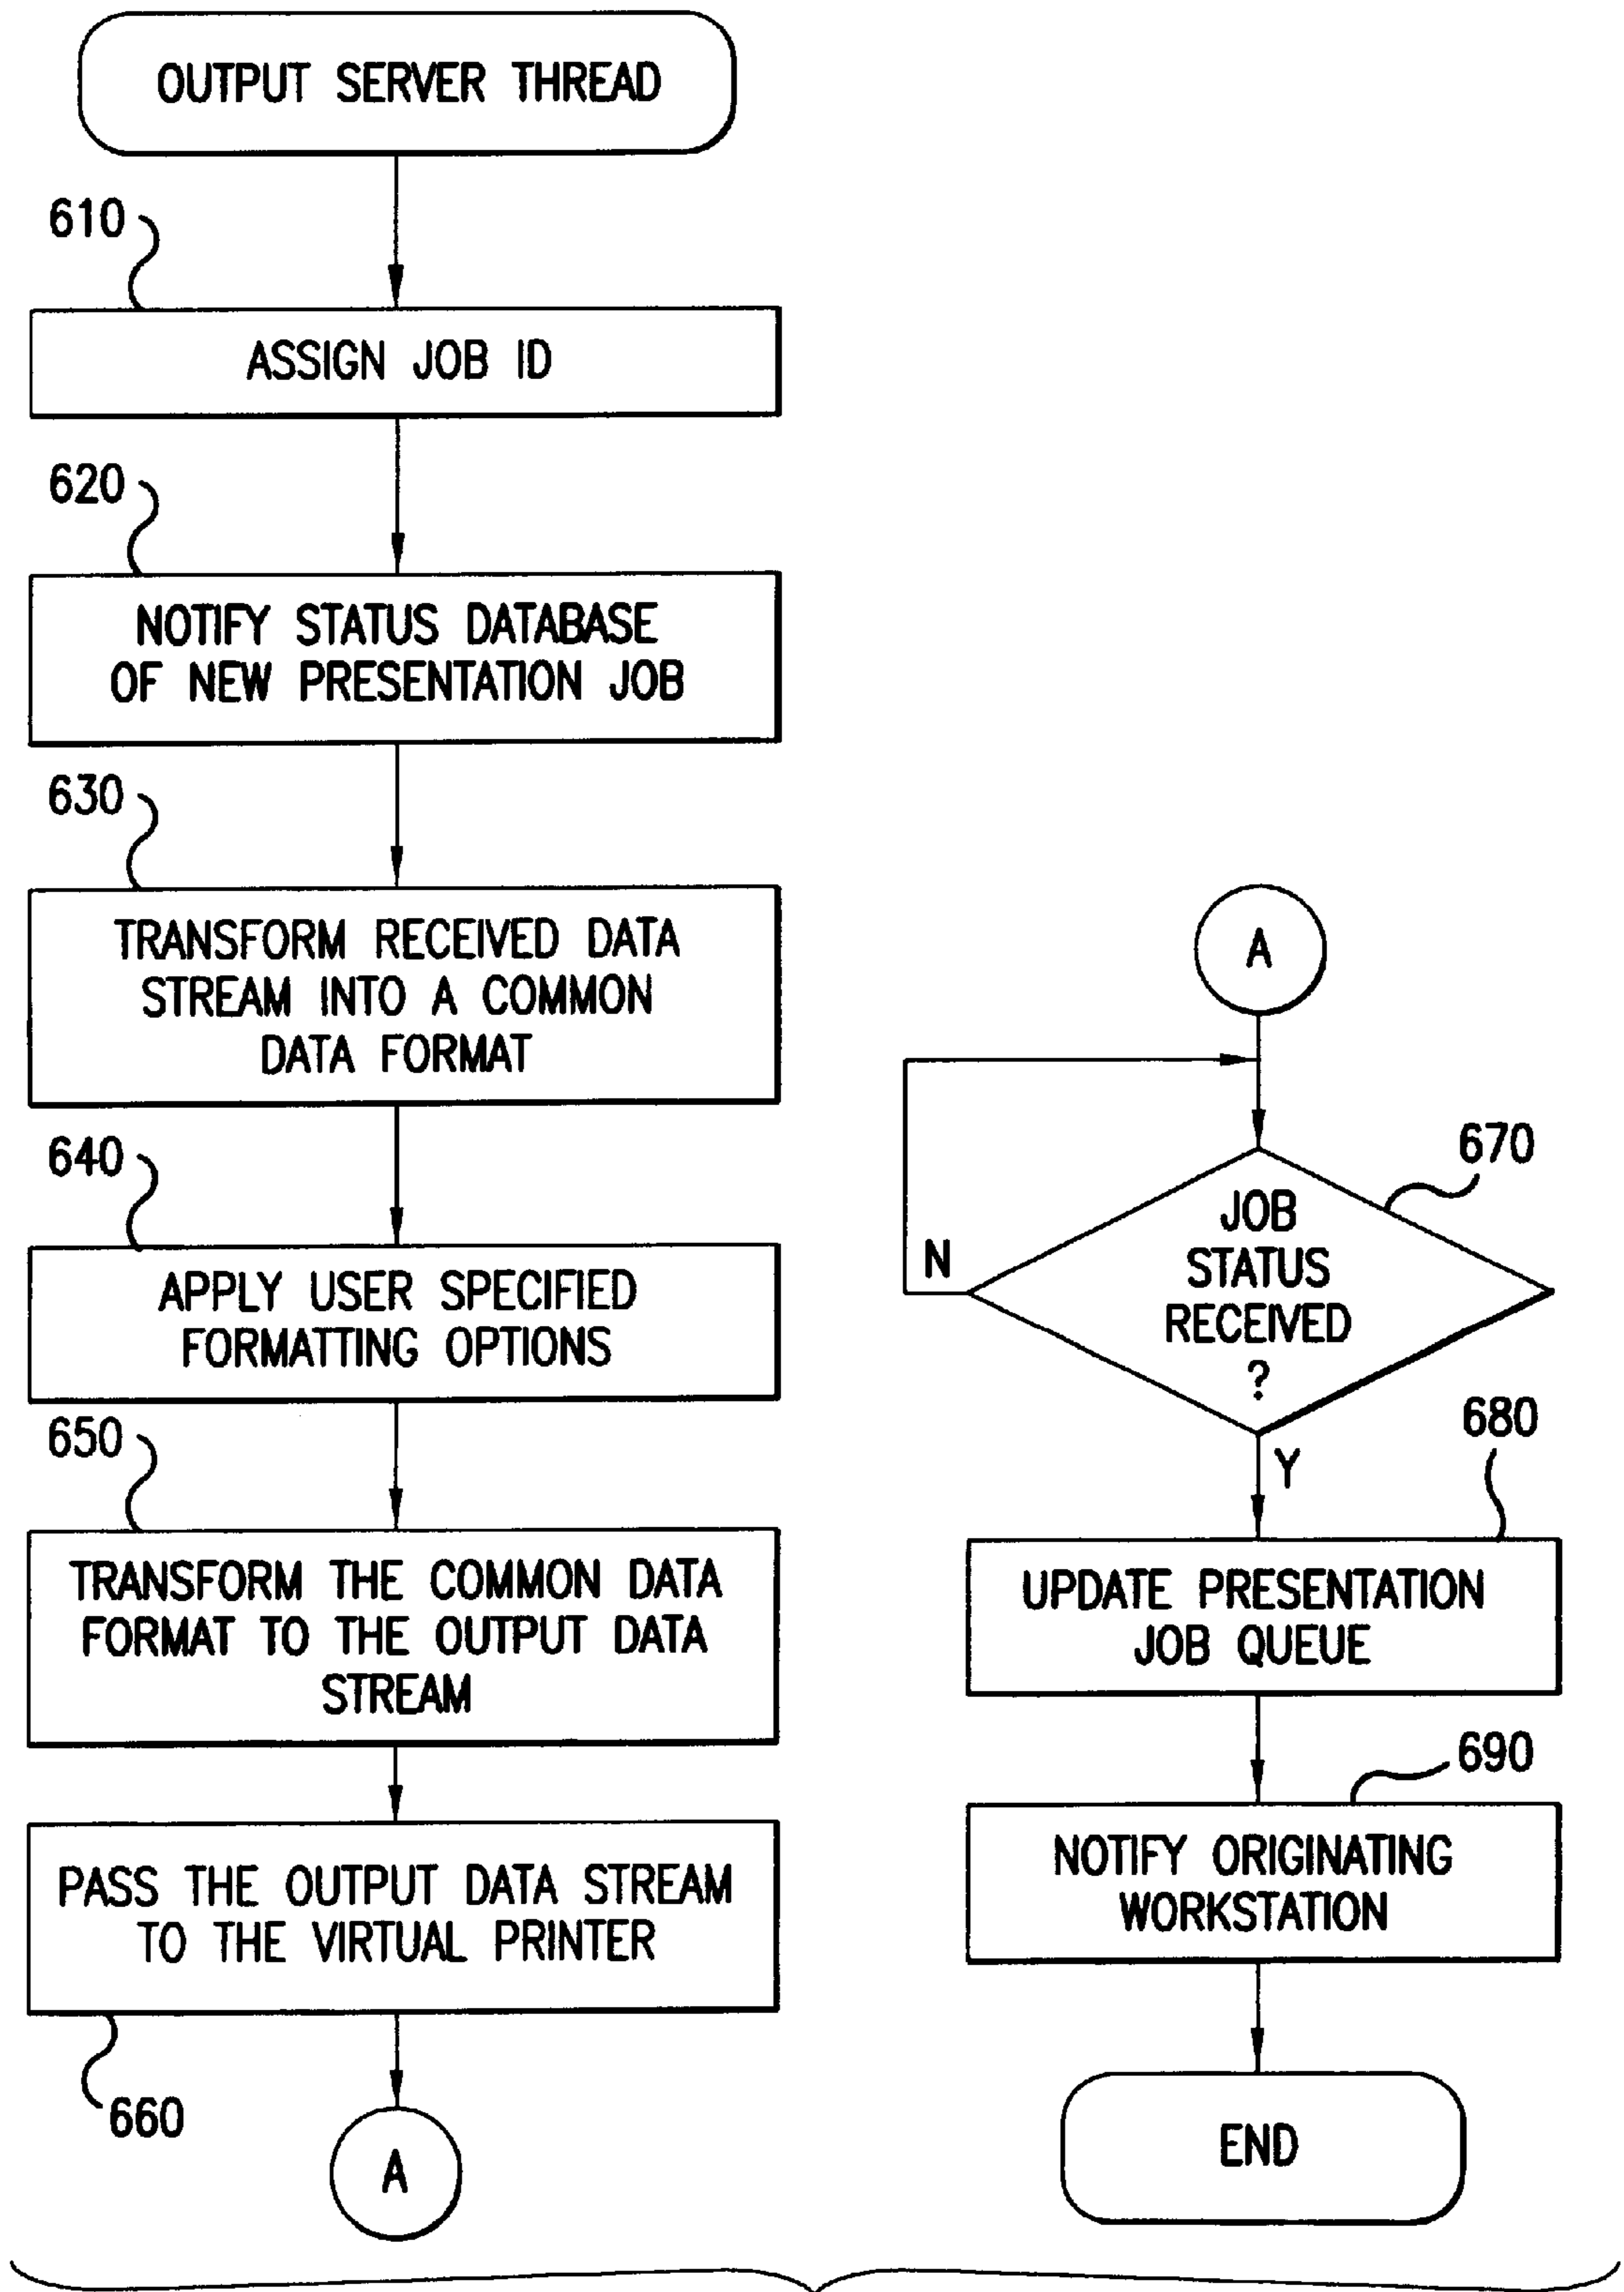 OUTPUT SERVER THREAD
610
ASSIGN JOB ID
620
NOTIFY STATUS DATABASE
OF NEW PRESENTATION JOB
630
TRANSFORM RECEIVED DATA
STREAM INTO A COMMON
DATA FORMAT
640
APPLY USER SPECIFIED
FORMATTING OPTIONS
650
TRANSFORM THE COMMON DATA
FORMAT TO THE OUTPUT DATA
STREAM
PASS THE OUTPUT DATA STREAM
TO THE VIRTUAL PRINTER
660
A
A
670
JOB
STATUS
RECEIVED
?
N
Y
680
UPDATE PRESENTATION
JOB QUEUE
690
NOTIFY ORIGINATING
WORKSTATION
END